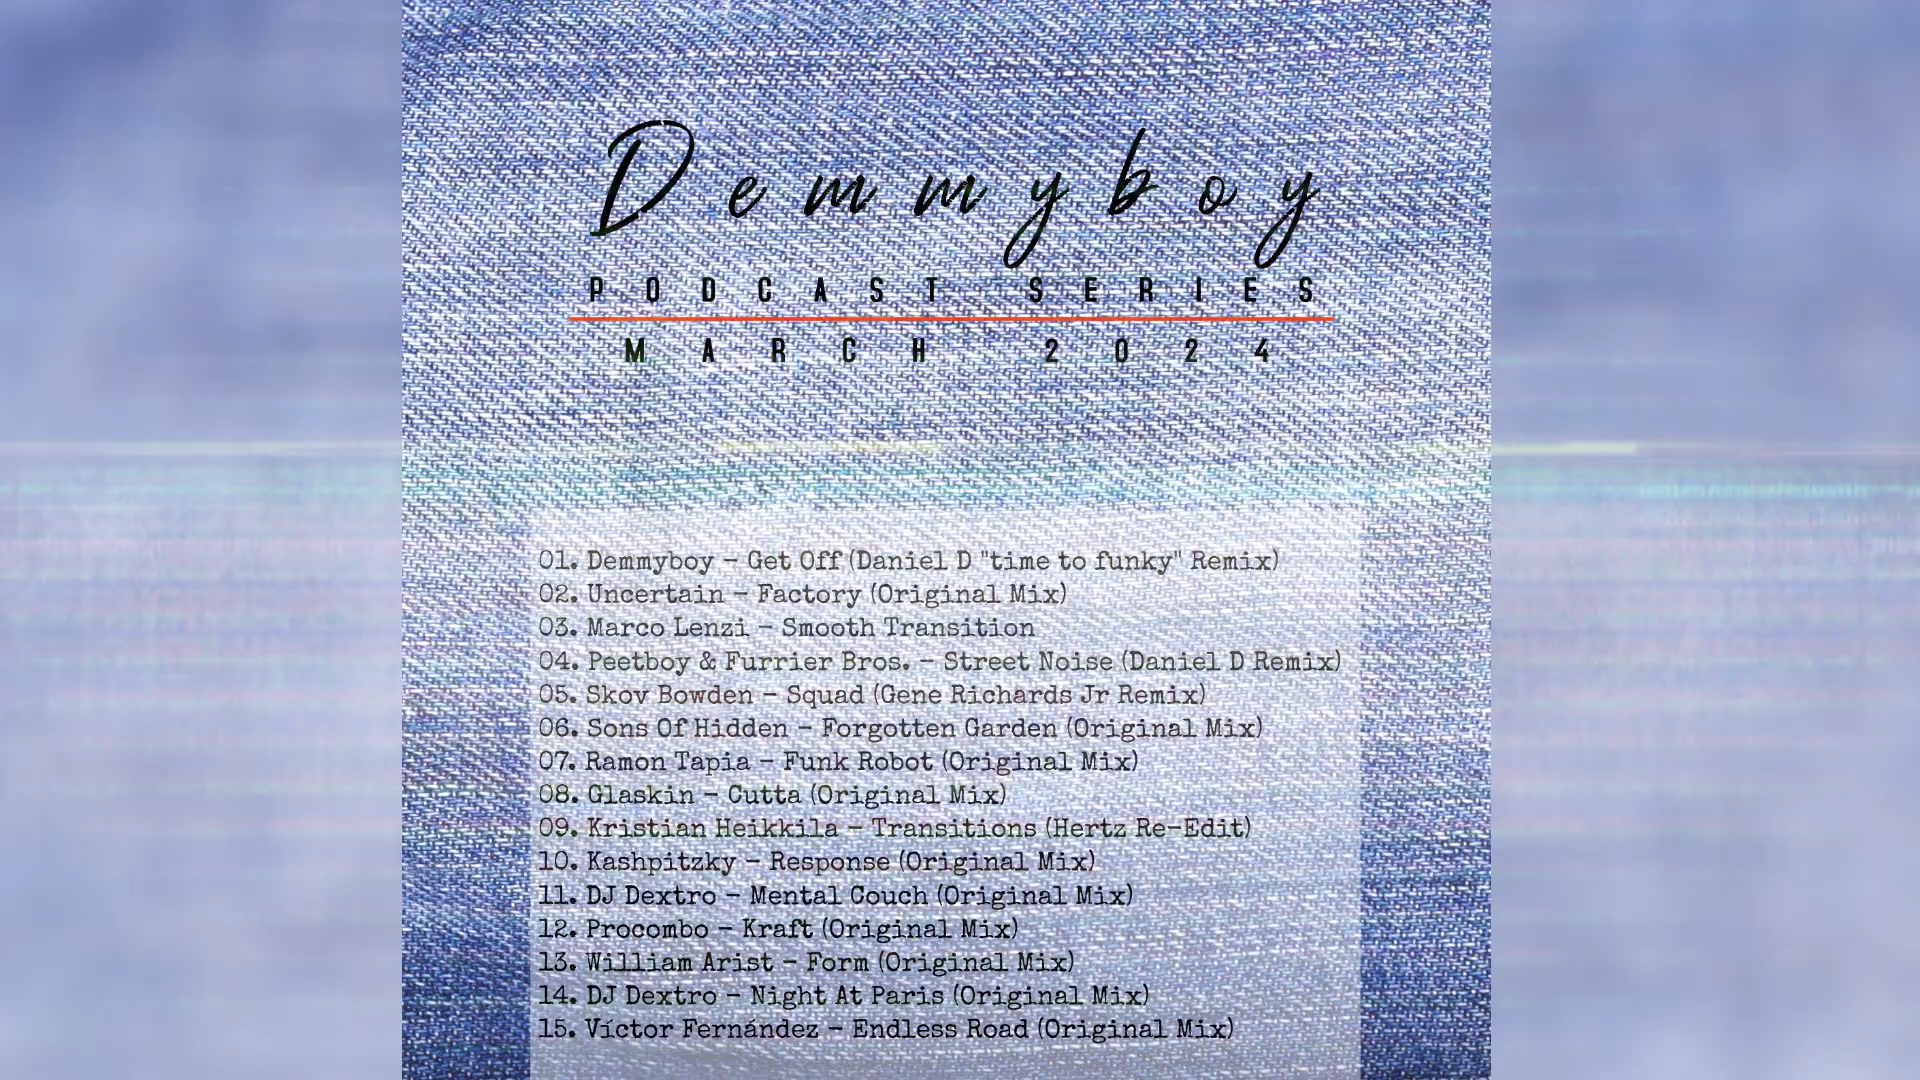 Demmyboy
PODCAST SERIES
MARCH 2024
01. Demmyboy - Get Off (Daniel D "time to funky" Remix)
02. Uncertain - Factory (Original Mix)
03. Marco Lenzi - Smooth Transition
04. Peetboy & Furrier Bros. - Street Noise (Daniel D Remix)
05. Skov Bowden - Squad (Gene Richards Jr Remix)
06. Sons Of Hidden - Forgotten Garden (Original Mix)
07. Ramon Tapia - Funk Robot (Original Mix)
08. Glaskin - Cutta (Original Mix)
09. Kristian Heikkila - Transitions (Hertz Re-Edit)
10. Kashpitzky - Response (Original Mix)
11. DJ Dextro - Mental Couch (Original Mix)
12. Procombo - Kraft (Original Mix)
13. William Arist - Form (Original Mix)
14. DJ Dextro - Night At Paris (Original Mix)
15. Víctor Fernández - Endless Road (Original Mix)